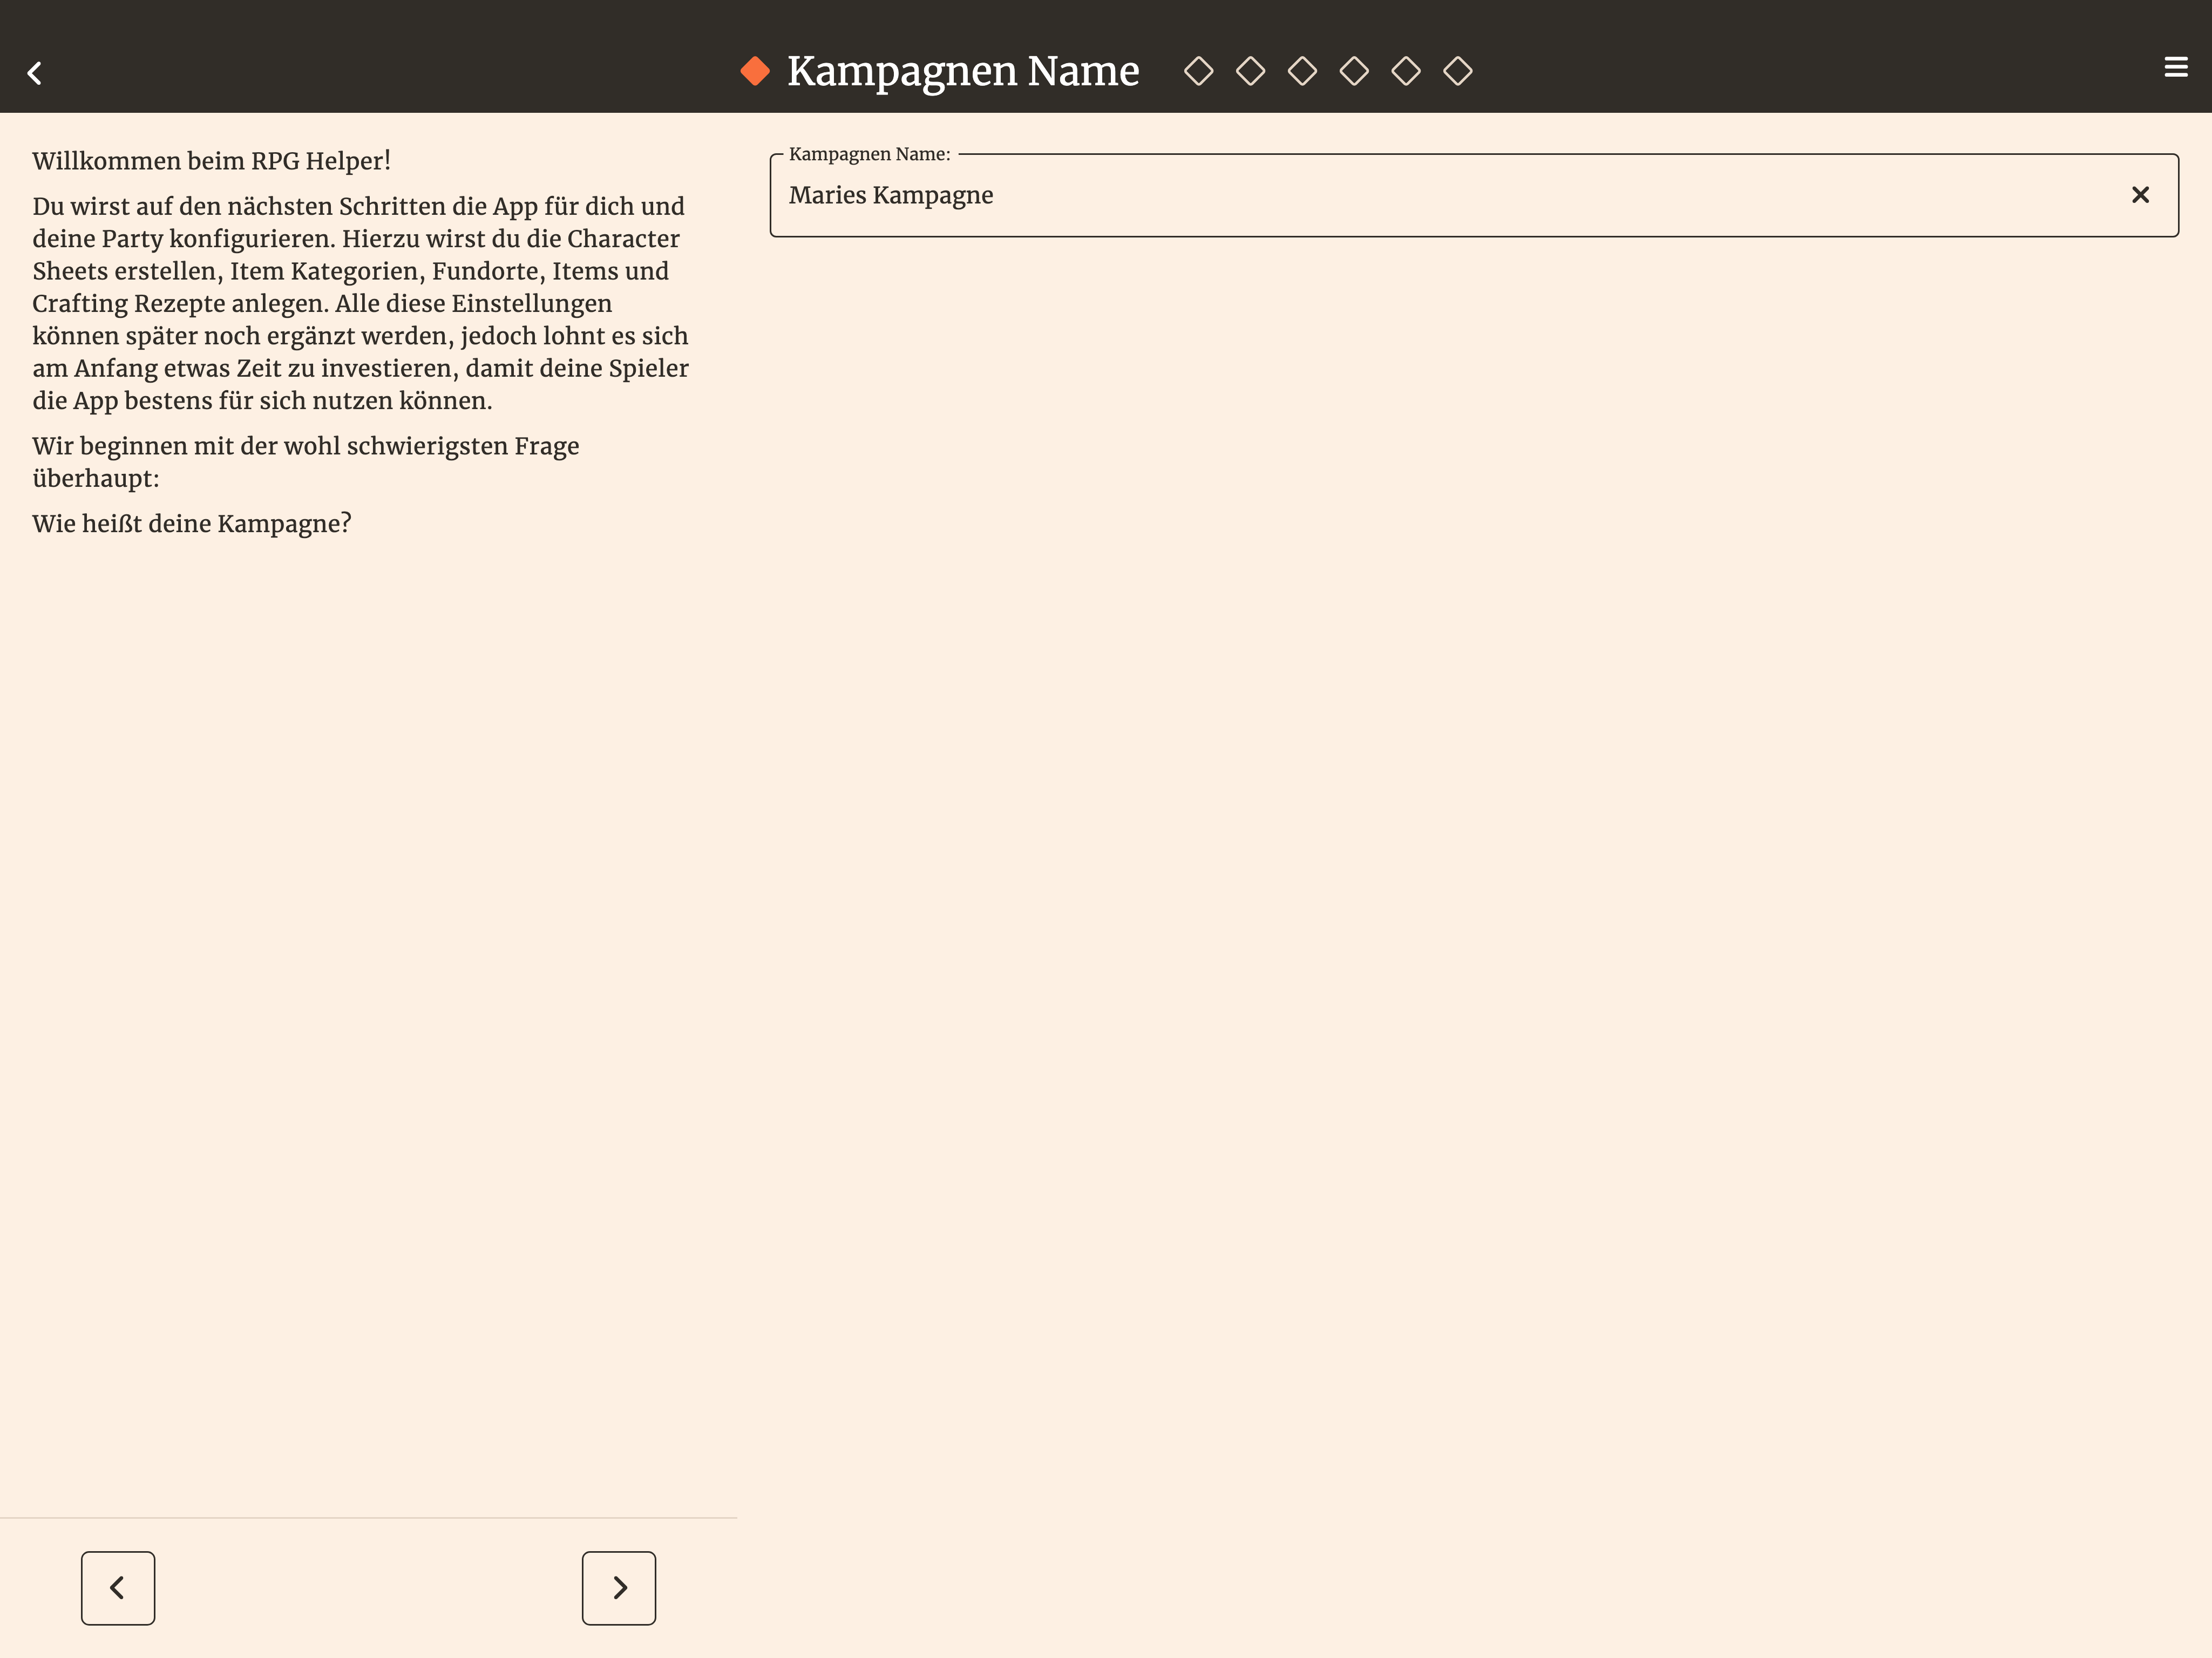 Kampagnen Name
Willkommen beim RPG Helper!
Du wirst auf den nächsten Schritten die App für dich und
deine Party konfigurieren. Hierzu wirst du die Character
Sheets erstellen, Item Kategorien, Fundorte, Items und
Crafting Rezepte anlegen. Alle diese Einstellungen
können später noch ergänzt werden, jedoch lohnt es sich
am Anfang etwas Zeit zu investieren, damit deine Spieler
die App bestens für sich nutzen können.
Wir beginnen mit der wohl schwierigsten Frage
überhaupt:
Wie heißt deine Kampagne?
Kampagnen Name:
Maries Kampagne